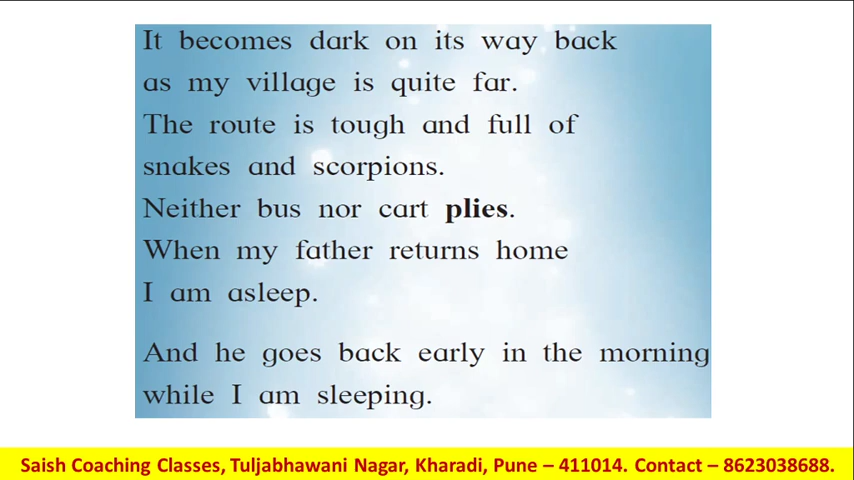 It becomes dark on its way back
as my village is quite far.
The route is tough and full of
snakes and scorpions.
Neither bus nor cart plies.
When my father returns home
I am asleep.
And he goes back early in the morning
while I am sleeping.
Saish Coaching Classes, Tuljabhawani Nagar, Kharadi, Pune – 411014. Contact – 8623038688.